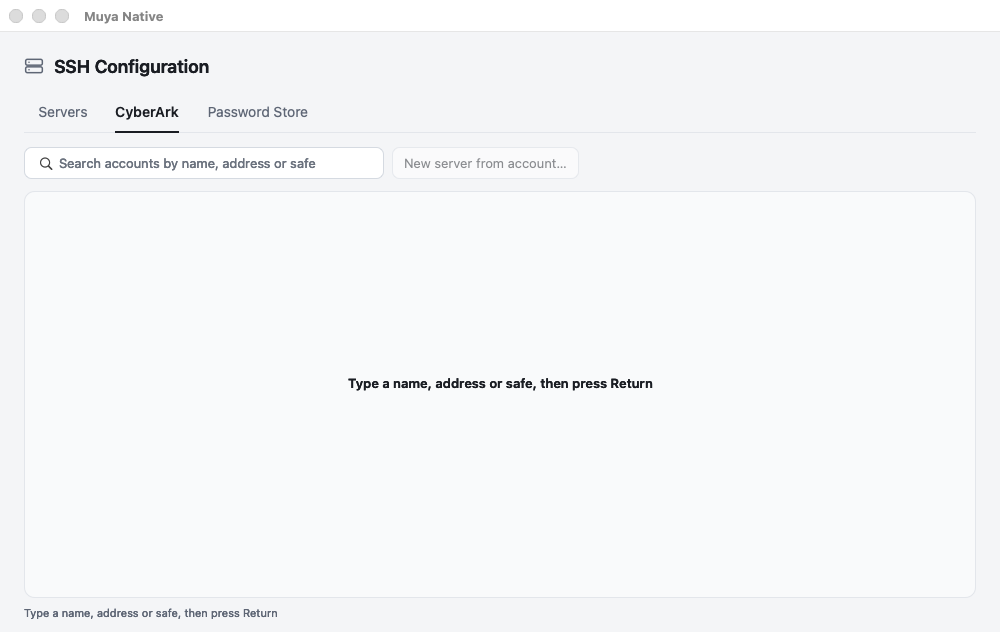 Muya Native
SSH Configuration
Servers CyberArk Password Store
Search accounts by name, address or safe New server from account...
Type a name, address or safe, then press Return
Type a name, address or safe, then press Return